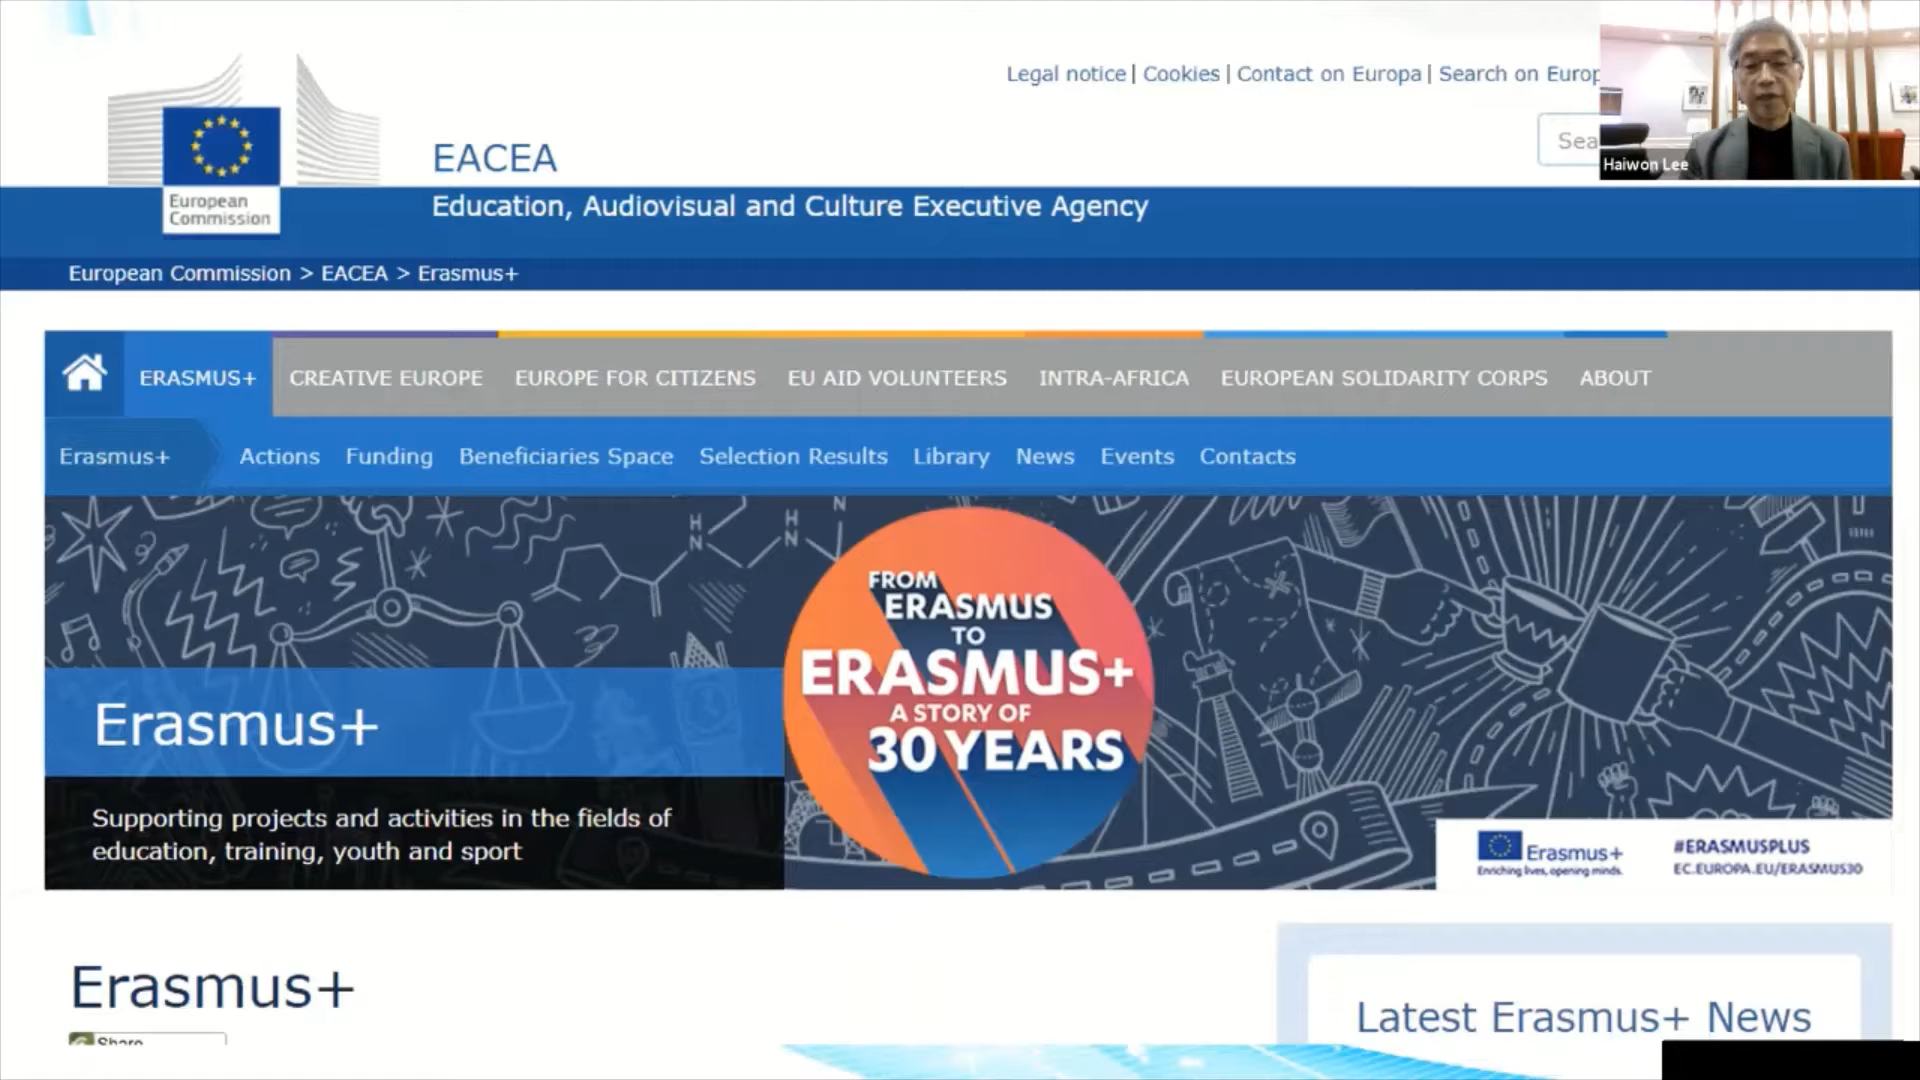 Legal notice | Cookies | Contact on Europa | Search on Europ
Sea
Haiwon Lee
EACEA
European
Commission
Education, Audiovisual and Culture Executive Agency
European Commission > EACEA > Erasmus+
ERASMUS+ CREATIVE EUROPE EUROPE FOR CITIZENS EU AID VOLUNTEERS INTRA-AFRICA EUROPEAN SOLIDARITY CORPS ABOUT
Erasmus+ Actions Funding Beneficiaries Space Selection Results Library News Events Contacts
H
N
H
N
N
FROM
ERASMUS
TO
ERASMUS+
A STORY OF
30 YEARS
Erasmus+
Supporting projects and activities in the fields of
education, training, youth and sport
Erasmus+
Enriching lives, opening minds.
#ERASMUSPLUS
EC.EUROPA.EU/ERASMUS30
Erasmus+
Share
Latest Erasmus+ News